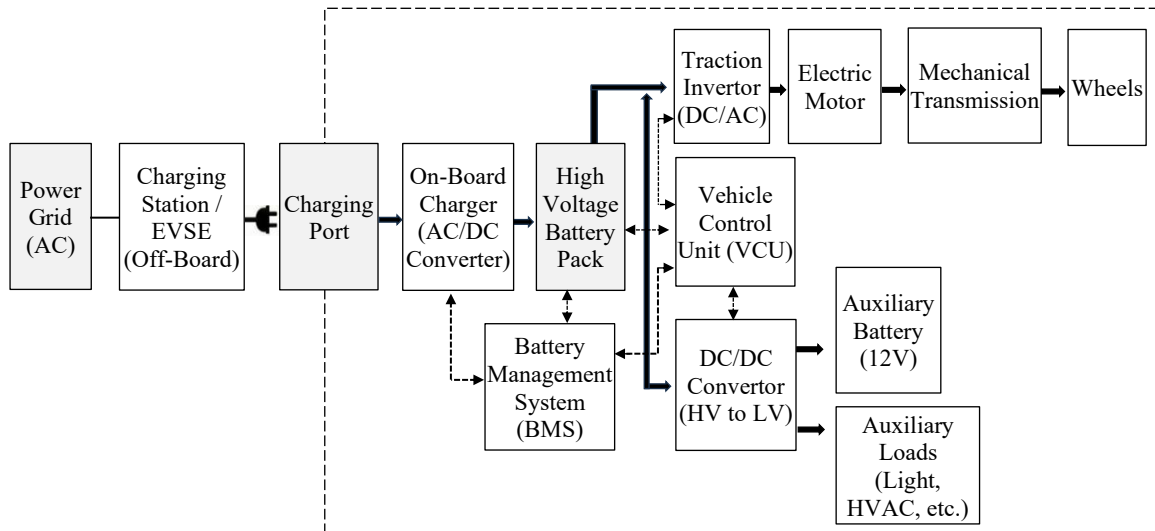 Power
Grid
(AC)
Charging
Station /
EVSE
(Off-Board)
Charging
Port
On-Board
Charger
(AC/DC
Converter)
High
Voltage
Battery
Pack
Battery
Management
System
(BMS)
Traction
Invertor
(DC/AC)
Electric
Motor
Mechanical
Transmission
Wheels
Vehicle
Control
Unit (VCU)
DC/DC
Convertor
(HV to LV)
Auxiliary
Battery
(12V)
Auxiliary
Loads
(Light,
HVAC, etc.)